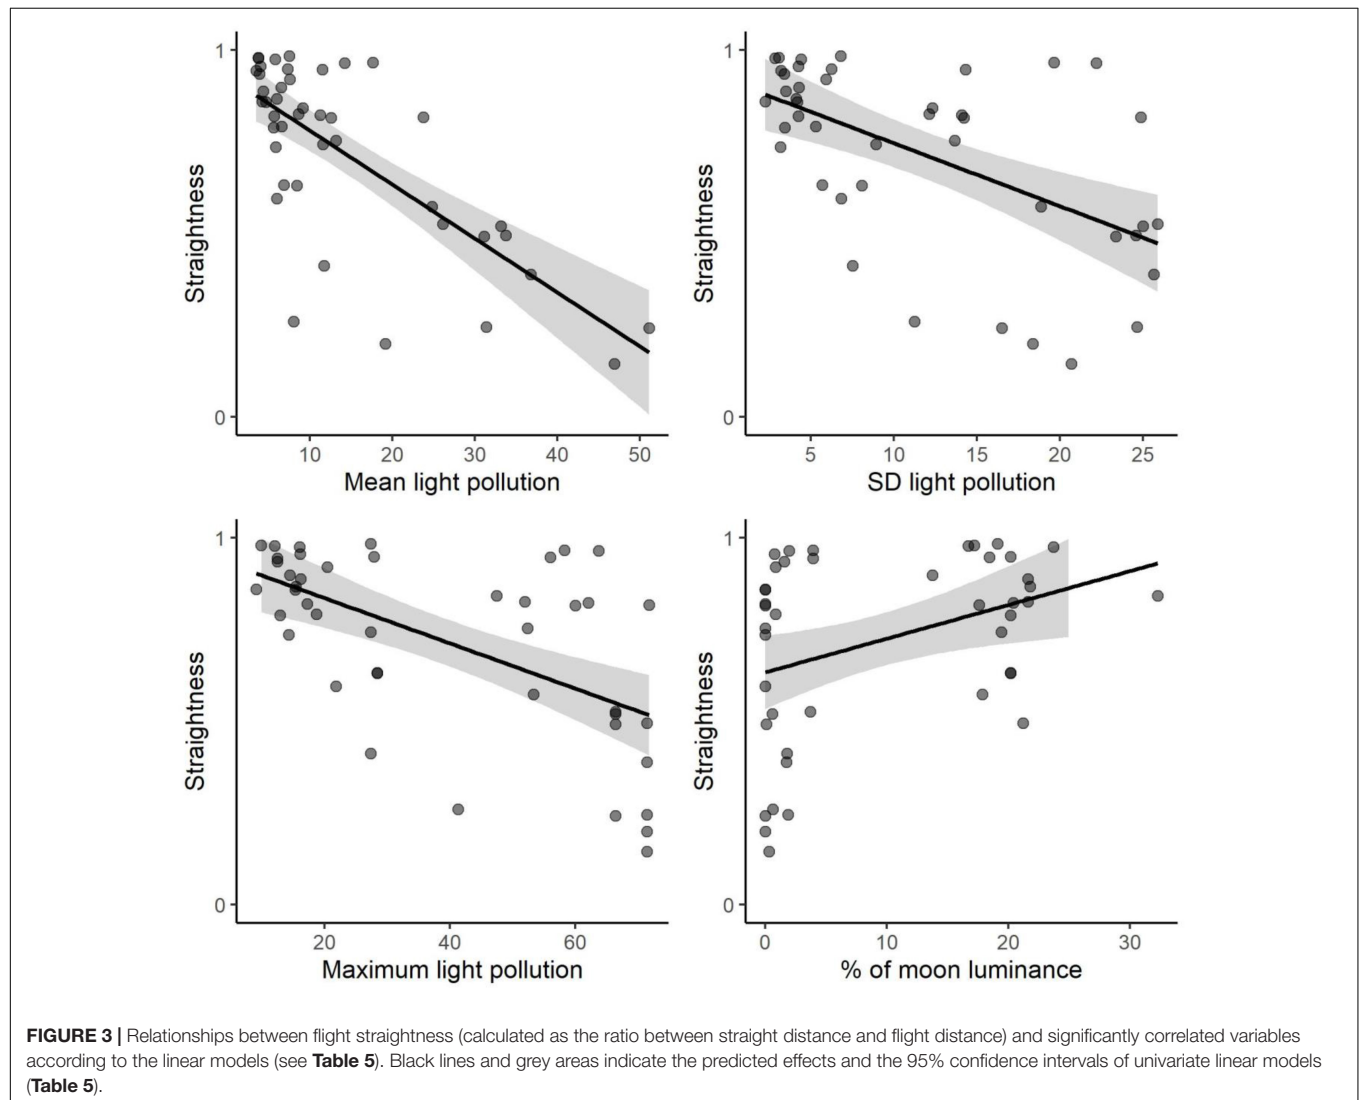 1
Straightness
0
10 20 30 40 50
Mean light pollution
1
Straightness
0
5 10 15 20 25
SD light pollution
1
Straightness
0
20 40 60
Maximum light pollution
1
Straightness
0
0 10 20 30
% of moon luminance
FIGURE 3 | Relationships between flight straightness (calculated as the ratio between straight distance and flight distance) and significantly correlated variables
according to the linear models (see Table 5). Black lines and grey areas indicate the predicted effects and the 95% confidence intervals of univariate linear models
(Table 5).